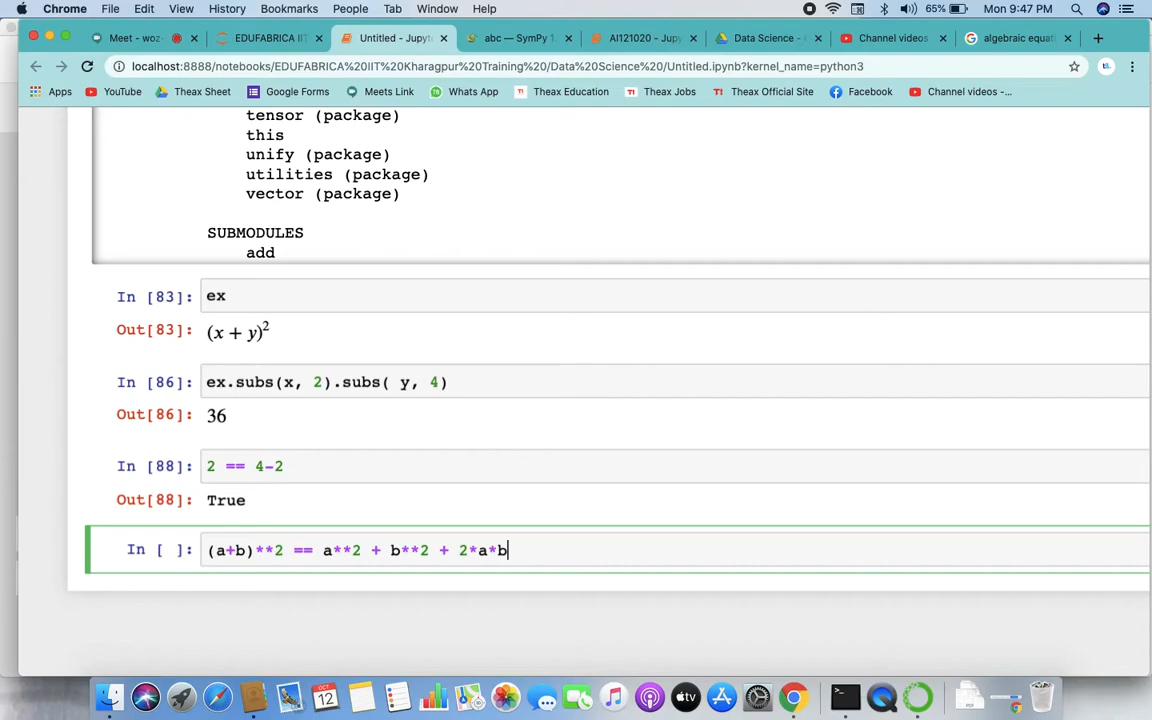 Chrome File Edit View History Bookmarks People Tab Window Help 65% Mon 9:47 PM
Meet - woz- EDUFABRICA IIT Untitled - Jupyt abc — SymPy 1. AI121020 - Jup Data Science - Channel videos algebraic equati
localhost:8888/notebooks/EDUFABRICA%20IIT%20Kharagpur%20Training%20/Data%20Science%20/Untitled.ipynb?kernel_name=python3
Apps YouTube Theax Sheet Google Forms Meets Link Whats App Theax Education Theax Jobs Theax Official Site Facebook Channel videos -...
tensor (package)
this
unify (package)
utilities (package)
vector (package)
SUBMODULES
add
In [83]: ex
Out[83]: (x + y)²
In [86]: ex.subs(x, 2).subs( y, 4)
Out[86]: 36
In [88]: 2 == 4-2
Out[88]: True
In [ ]: (a+b)**2 == a**2 + b**2 + 2*a*b